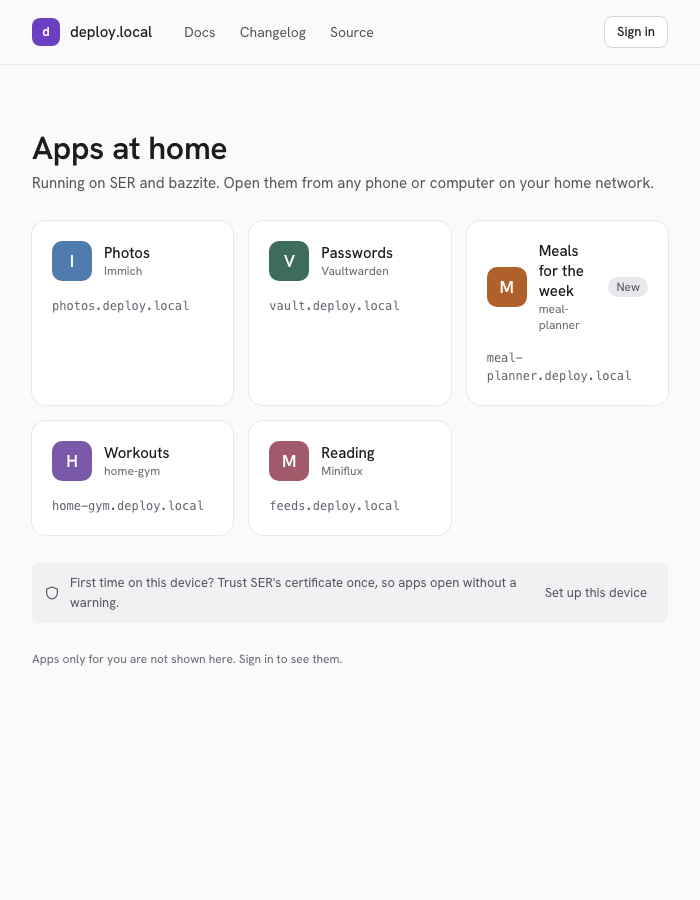 d deploy.local Docs Changelog Source Sign in
Apps at home
Running on SER and bazzite. Open them from any phone or computer on your home network.
I
Photos
Immich
photos.deploy.local
V
Passwords
Vaultwarden
vault.deploy.local
M
Meals
for the
week
meal-
planner
New
meal-
planner.deploy.local
H
Workouts
home-gym
home-gym.deploy.local
M
Reading
Miniflux
feeds.deploy.local
First time on this device? Trust SER's certificate once, so apps open without a
warning.
Set up this device
Apps only for you are not shown here. Sign in to see them.